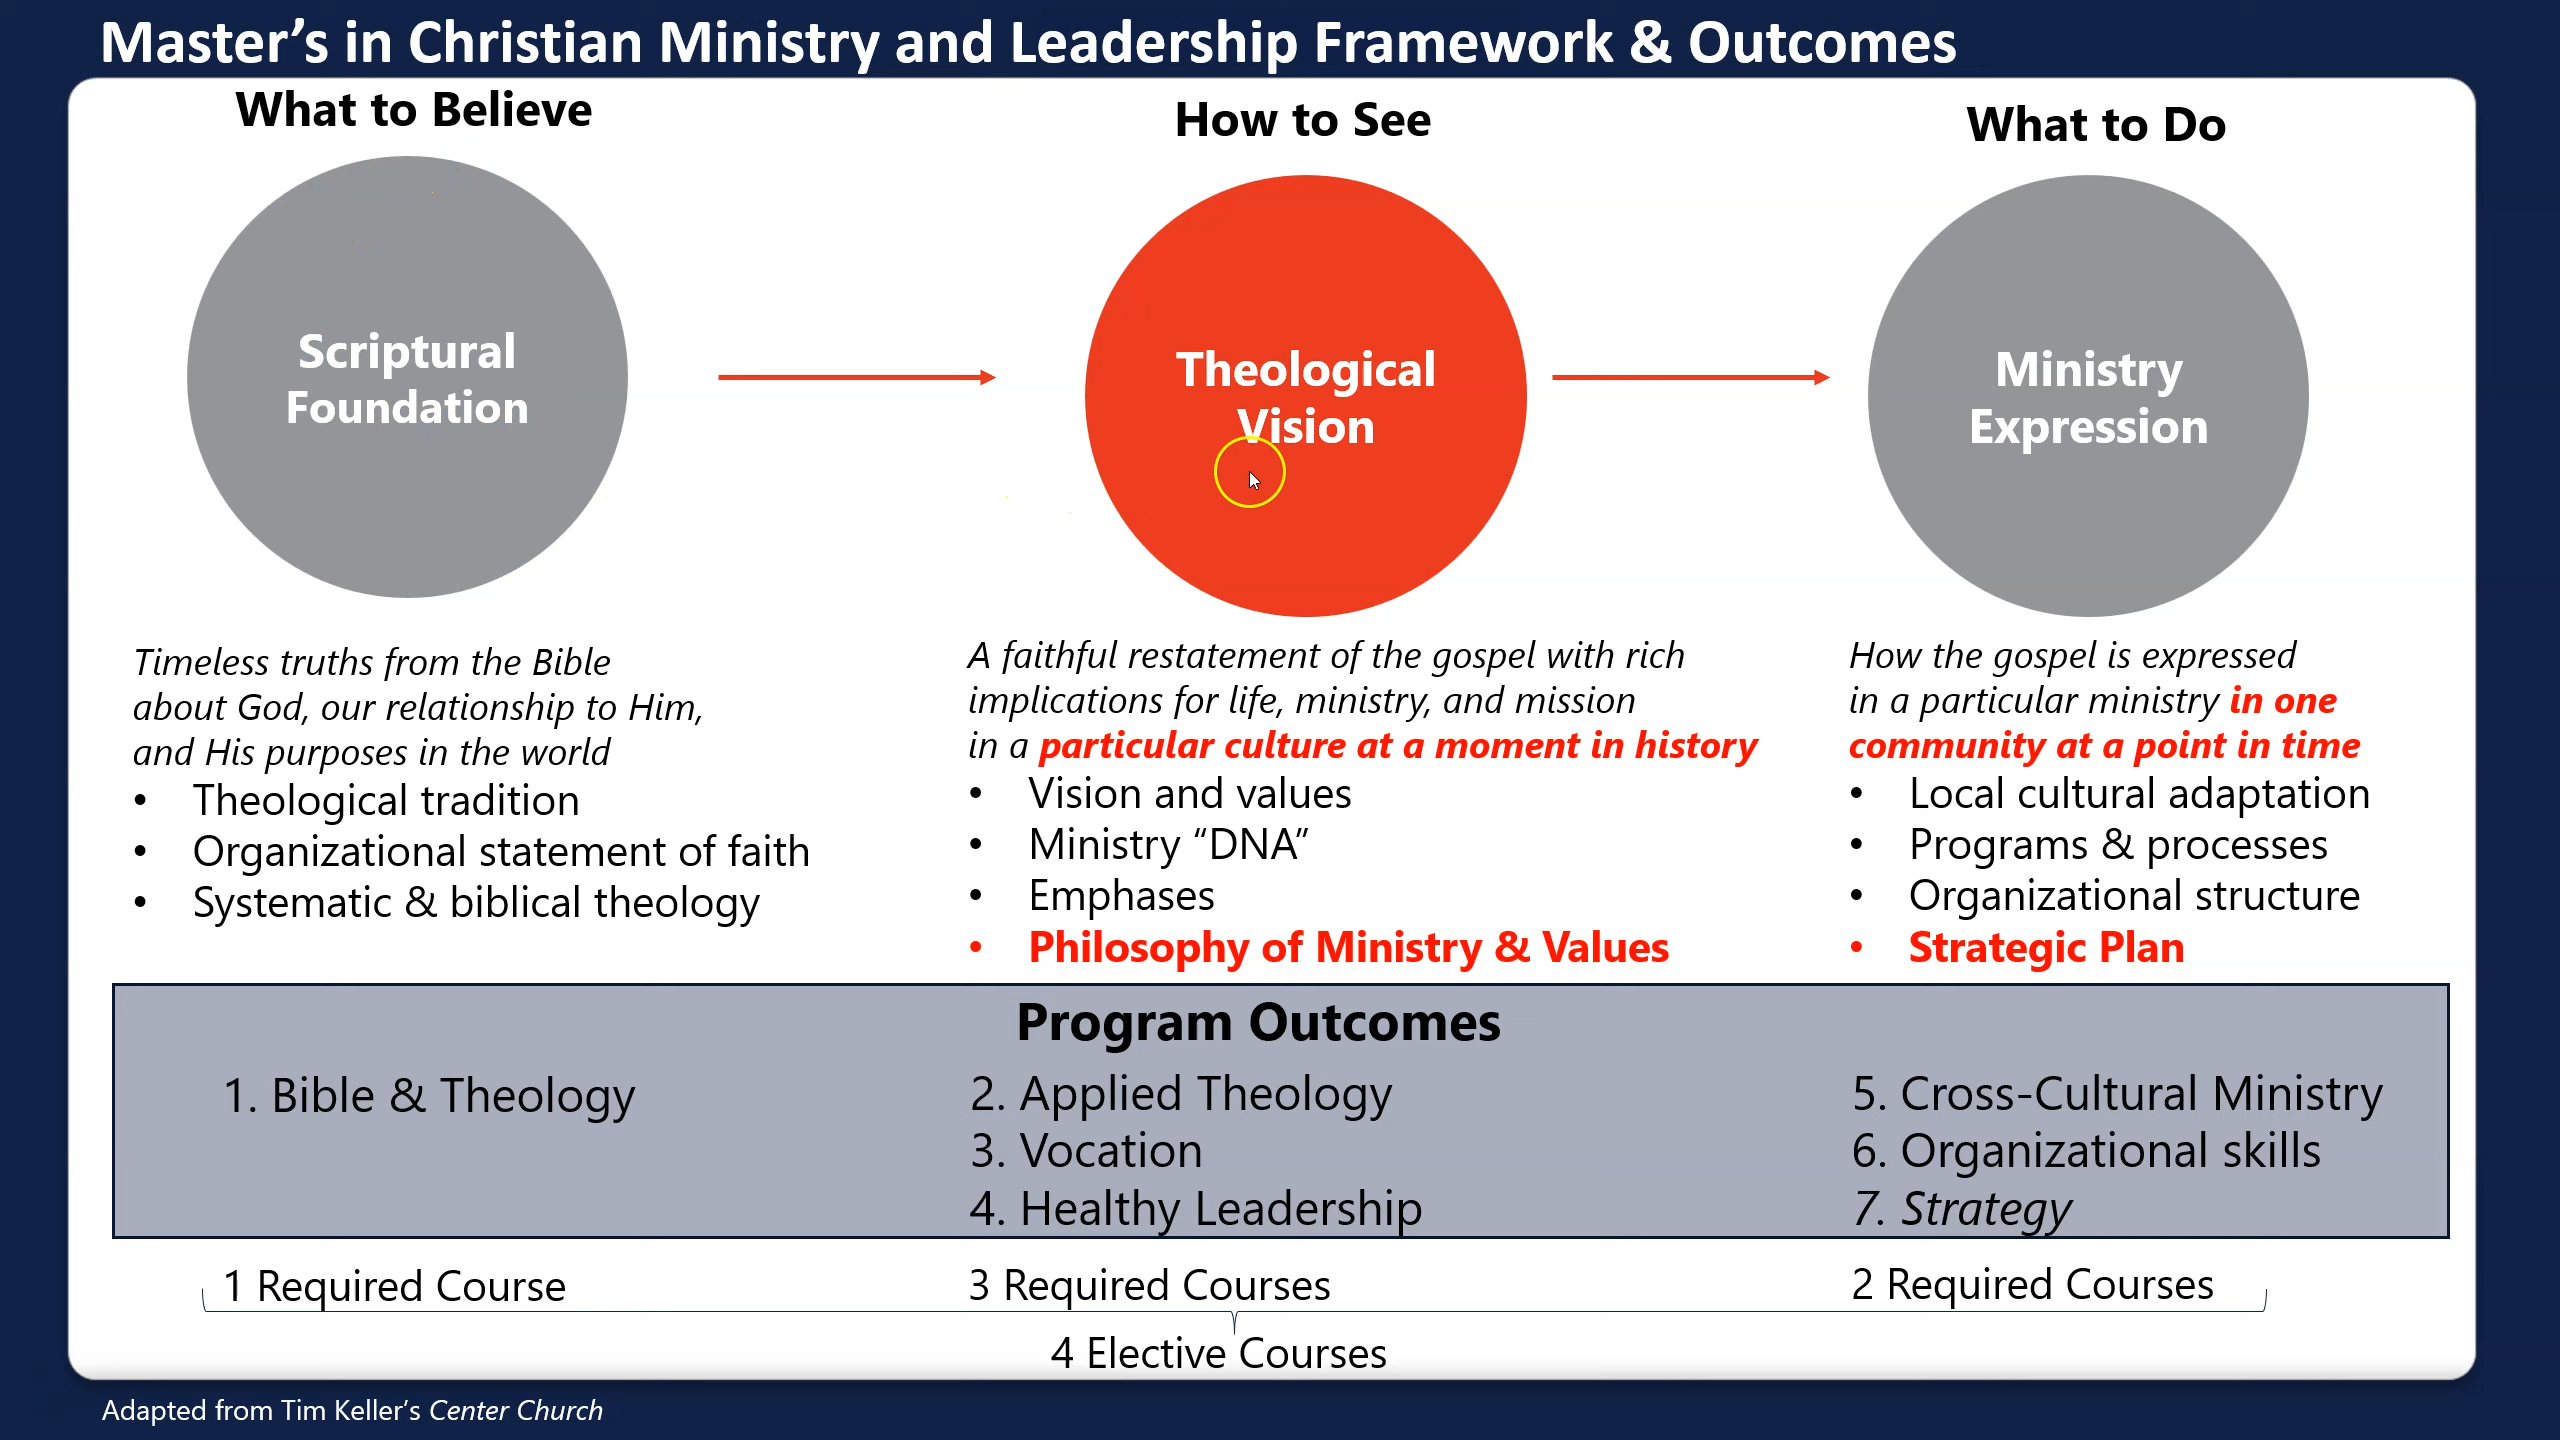 Master’s in Christian Ministry and Leadership Framework & Outcomes
What to Believe
Scriptural
Foundation
Timeless truths from the Bible
about God, our relationship to Him,
and His purposes in the world
• Theological tradition
• Organizational statement of faith
• Systematic & biblical theology
How to See
Theological
Vision
A faithful restatement of the gospel with rich
implications for life, ministry, and mission
in a particular culture at a moment in history
• Vision and values
• Ministry “DNA”
• Emphases
• Philosophy of Ministry & Values
What to Do
Ministry
Expression
How the gospel is expressed
in a particular ministry in one
community at a point in time
• Local cultural adaptation
• Programs & processes
• Organizational structure
• Strategic Plan
Program Outcomes
1. Bible & Theology
2. Applied Theology
3. Vocation
4. Healthy Leadership
5. Cross-Cultural Ministry
6. Organizational skills
7. Strategy
1 Required Course
3 Required Courses
2 Required Courses
4 Elective Courses
Adapted from Tim Keller’s Center Church